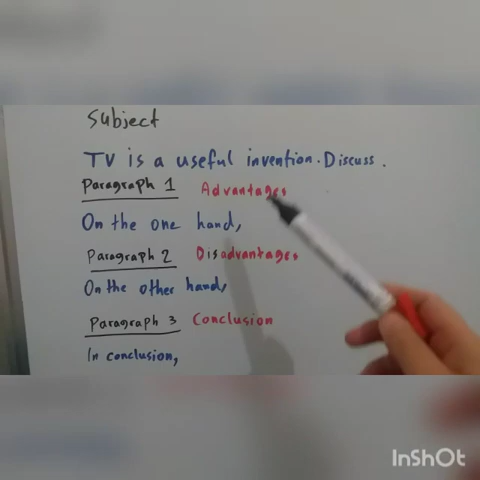 Subject
TV is a useful invention. Discuss.
Paragraph 1 Advantages
On the one hand,
Paragraph 2 Disadvantages
On the other hand,
Paragraph 3 Conclusion
In conclusion,
InShOt